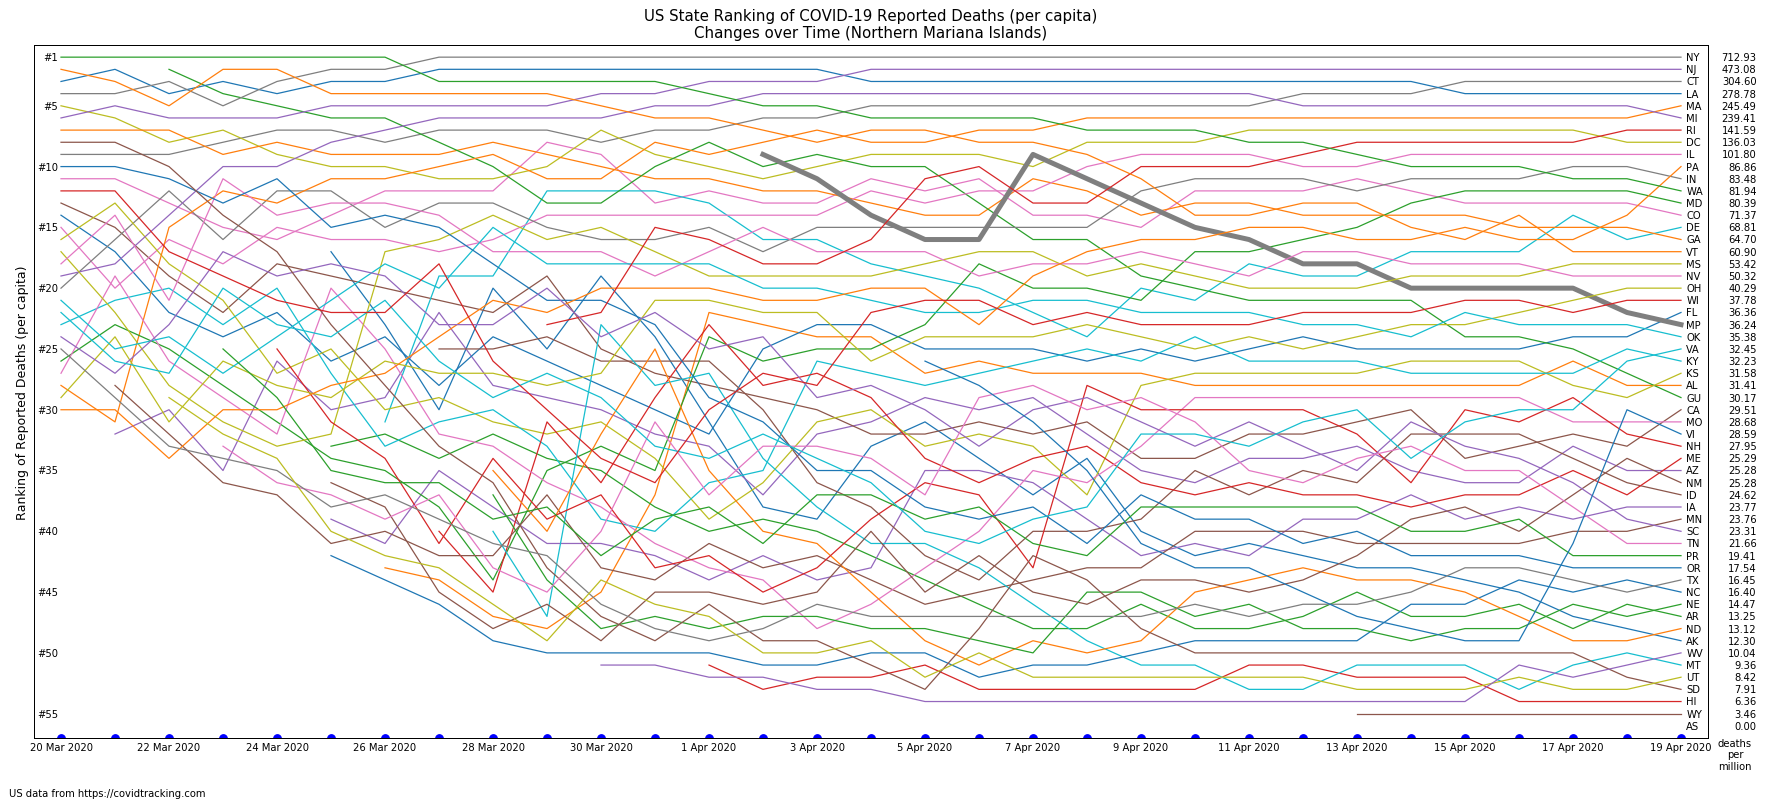 US State Ranking of COVID-19 Reported Deaths (per capita)
Changes over Time (Northern Mariana Islands)
Ranking of Reported Deaths (per capita)
#1
#5
#10
#15
#20
#25
#30
#35
#40
#45
#50
#55
NY 712.93
NJ 473.08
CT 304.60
LA 278.78
MA 245.49
MI 239.41
RI 141.59
DC 136.03
IL 101.80
PA 86.86
IN 83.48
WA 81.94
MD 80.39
CO 71.37
DE 68.81
GA 64.70
VT 60.90
MS 53.42
NV 50.32
OH 40.29
WI 37.78
FL 36.36
MP 36.24
OK 35.38
VA 32.45
KY 32.23
KS 31.58
AL 31.41
GU 30.17
CA 29.51
MO 28.68
VI 28.59
NH 27.95
ME 25.29
AZ 25.28
NM 25.28
ID 24.62
IA 23.77
MN 23.76
SC 23.31
TN 21.66
PR 19.41
OR 17.54
TX 16.45
NC 16.40
NE 14.47
AR 13.25
ND 13.12
AK 12.30
WV 10.04
MT 9.36
UT 8.42
SD 7.91
HI 6.36
WY 3.46
AS 0.00
20 Mar 2020 22 Mar 2020 24 Mar 2020 26 Mar 2020 28 Mar 2020 30 Mar 2020 1 Apr 2020 3 Apr 2020 5 Apr 2020 7 Apr 2020 9 Apr 2020 11 Apr 2020 13 Apr 2020 15 Apr 2020 17 Apr 2020 19 Apr 2020
deaths
per
million
US data from https://covidtracking.com